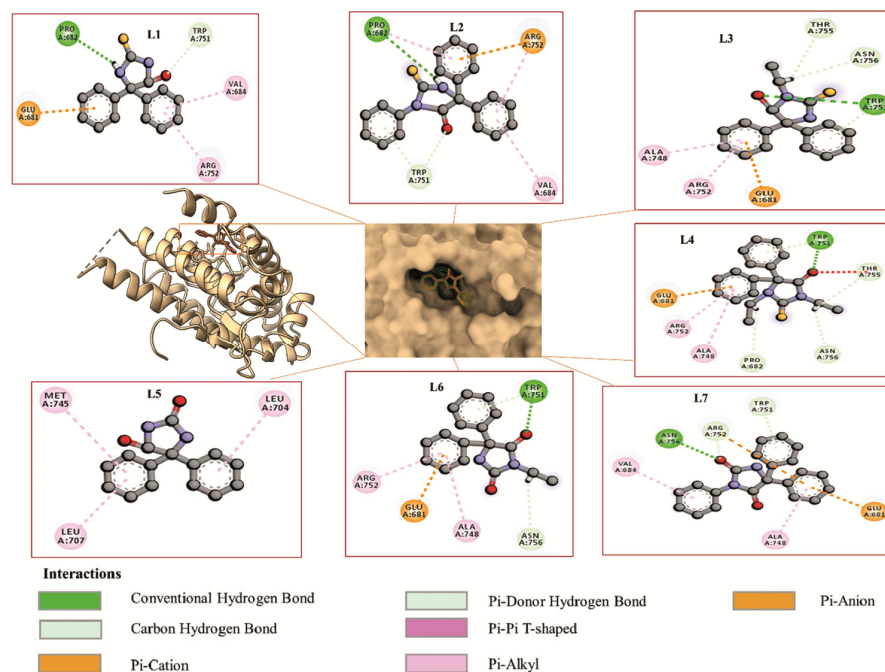 L1
PRO
A:682
TRP
A:751
GLU
A:681
VAL
A:684
ARG
A:752
L2
PRO
A:682
ARG
A:752
TRP
A:751
VAL
A:684
L3
THR
A:755
ASN
A:756
TRP
ALA
A:748
ARG
A:752
GLU
A:681
L4
TRP
A:751
THR
A:755
GLU
A:681
ARG
A:752
ALA
A:748
PRO
A:682
ASN
A:756
L5
MET
A:745
LEU
A:704
LEU
A:707
L6
TRP
A:751
ARG
A:752
GLU
A:681
ALA
A:748
ASN
A:756
L7
TRP
A:751
ARG
A:752
ASN
A:756
VAL
A:684
GLU
A:681
ALA
A:748
Interactions
Conventional Hydrogen Bond
Carbon Hydrogen Bond
Pi-Cation
Pi-Donor Hydrogen Bond
Pi-Pi T-shaped
Pi-Alkyl
Pi-Anion